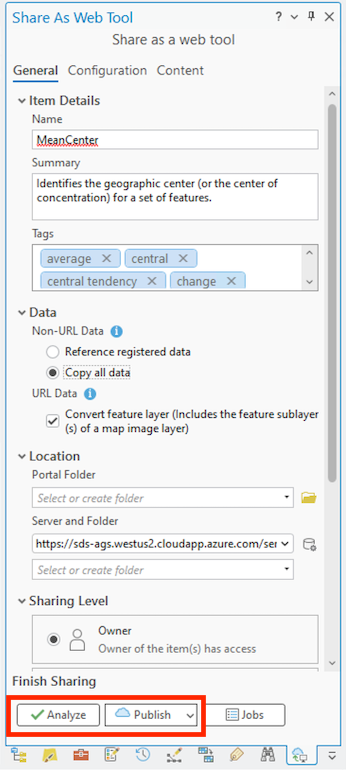 Share As Web Tool
Share as a web tool
General Configuration Content
Item Details
Name
MeanCenter
Summary
Identifies the geographic center (or the center of
concentration) for a set of features.
Tags
average
central
central tendency
change
Data
Non-URL Data
Reference registered data
Copy all data
URL Data
Convert feature layer (Includes the feature sublayer
(s) of a map image layer)
Location
Portal Folder
Select or create folder
Server and Folder
https://sds-ags.westus2.cloudapp.azure.com/ser
Select or create folder
Sharing Level
Owner
Owner of the item(s) has access
Finish Sharing
Analyze Publish Jobs